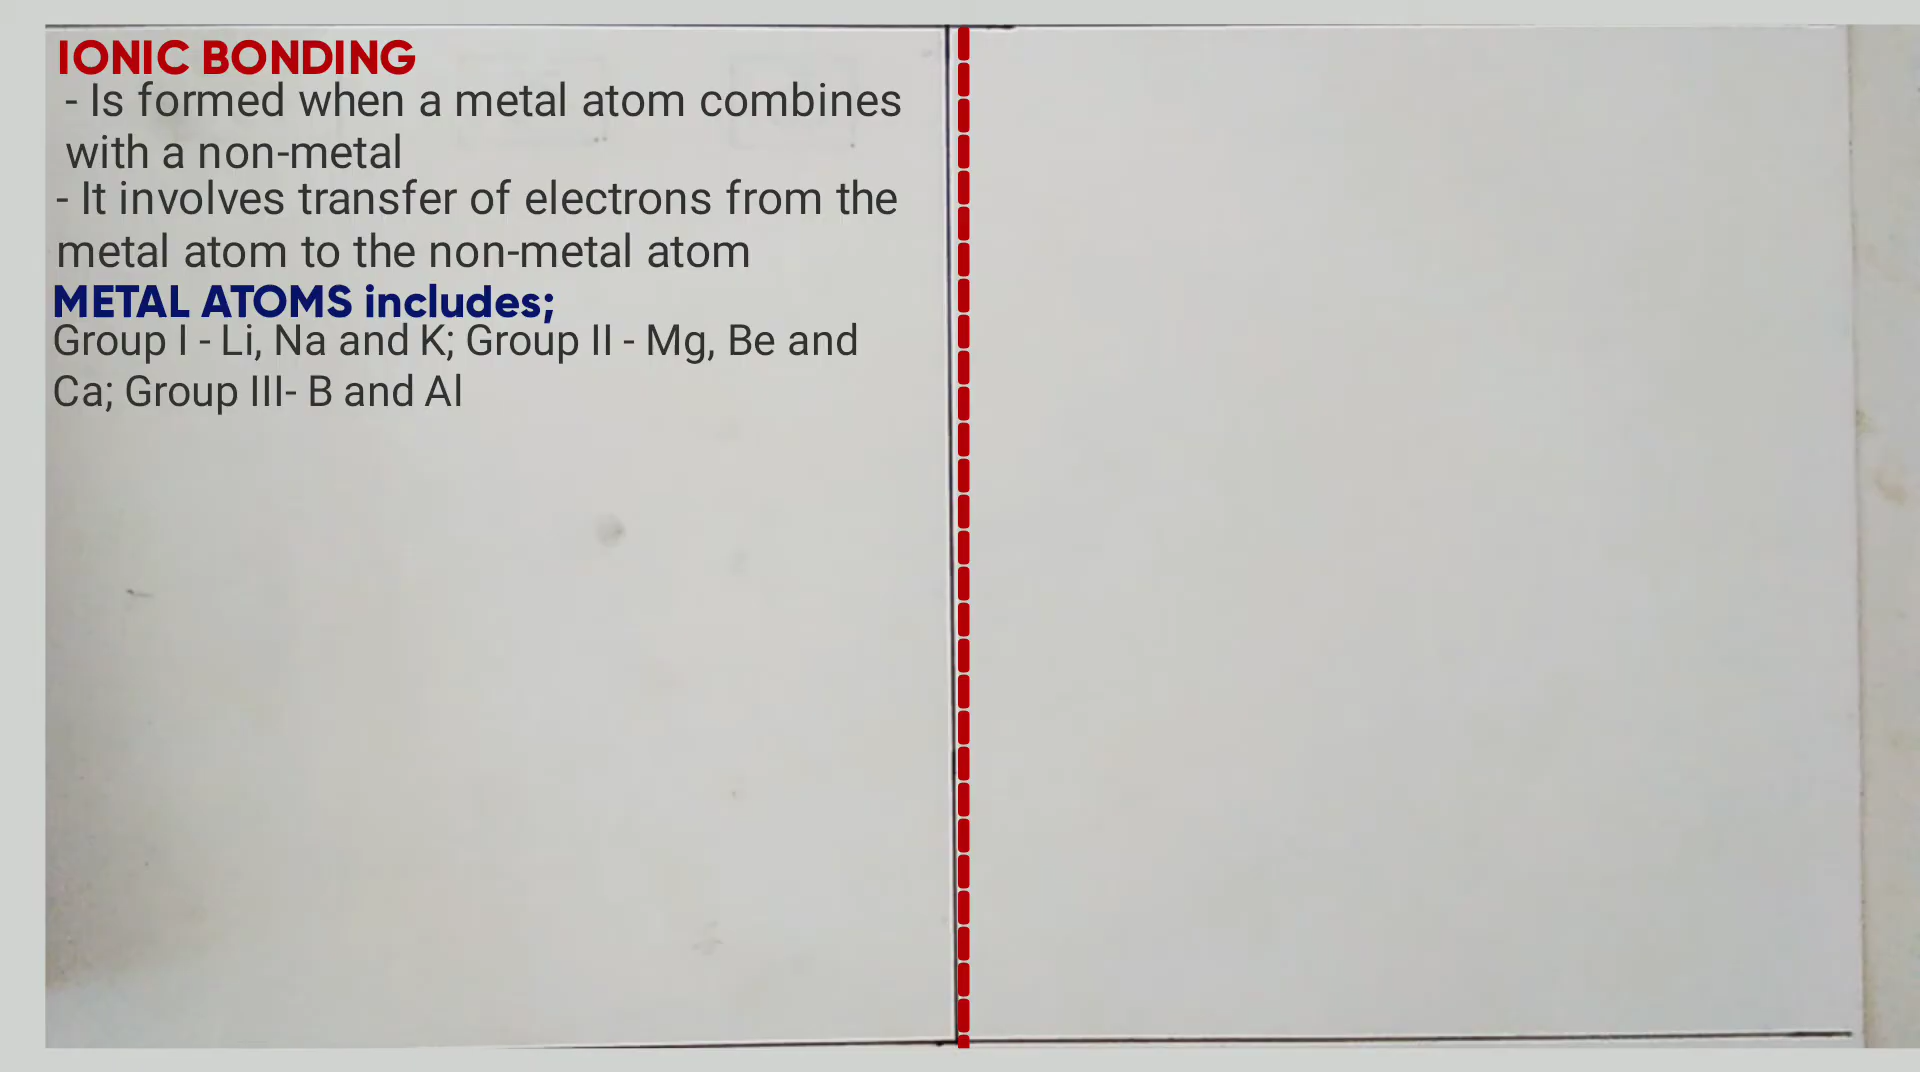 IONIC BONDING
- Is formed when a metal atom combines
with a non-metal
- It involves transfer of electrons from the
metal atom to the non-metal atom
METAL ATOMS includes;
Group I - Li, Na and K; Group II - Mg, Be and
Ca; Group III- B and Al